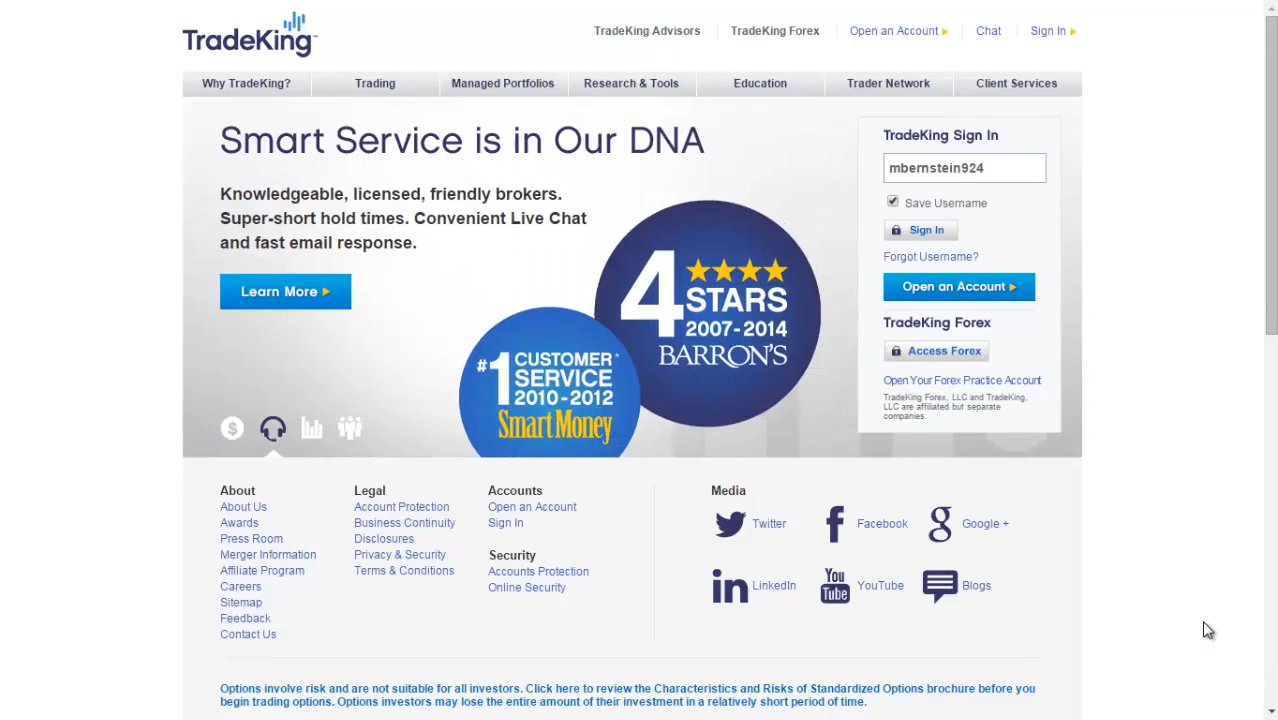 TradeKing
TradeKing Advisors TradeKing Forex Open an Account Chat Sign In
Why TradeKing? Trading Managed Portfolios Research & Tools Education Trader Network Client Services
Smart Service is in Our DNA
Knowledgeable, licensed, friendly brokers.
Super-short hold times. Convenient Live Chat
and fast email response.
Learn More
4 STARS
2007-2014
BARRON'S
#1 CUSTOMER
SERVICE
2010-2012
SmartMoney
TradeKing Sign In
mbernstein924
Save Username
Sign In
Forgot Username?
Open an Account
TradeKing Forex
Access Forex
Open Your Forex Practice Account
TradeKing Forex, LLC and TradeKing,
LLC are affiliated but separate
companies.
About
About Us
Awards
Press Room
Merger Information
Affiliate Program
Careers
Sitemap
Feedback
Contact Us
Legal
Account Protection
Business Continuity
Disclosures
Privacy & Security
Terms & Conditions
Accounts
Open an Account
Sign In
Security
Accounts Protection
Online Security
Media
Twitter
Facebook
Google +
in LinkedIn
You Tube YouTube
Blogs
Options involve risk and are not suitable for all investors. Click here to review the Characteristics and Risks of Standardized Options brochure before you
begin trading options. Options investors may lose the entire amount of their investment in a relatively short period of time.